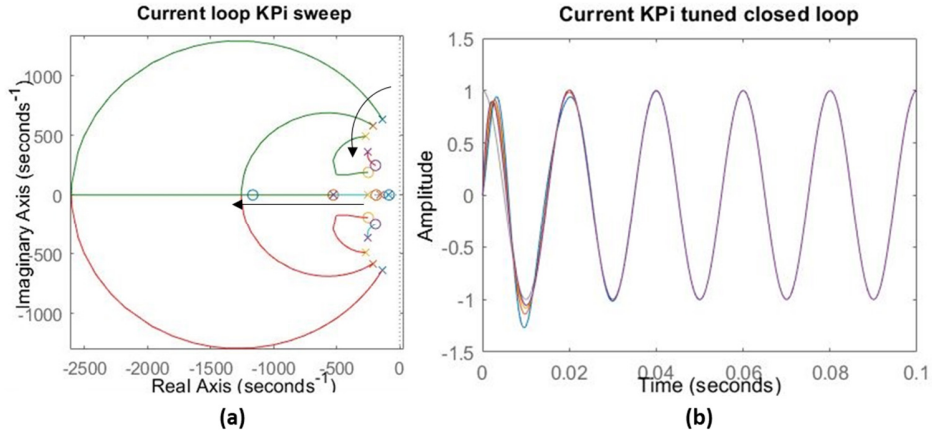 Current loop KPi sweep
Imaginary Axis (seconds⁻¹)
1000
500
0
-500
-1000
-2500 -2000 -1500 -1000 -500 0
Real Axis (seconds⁻¹)
(a)
Current KPi tuned closed loop
Amplitude
1.5
1
0.5
0
-0.5
-1
-1.5
0 0.02 0.04 0.06 0.08 0.1
Time (seconds)
(b)